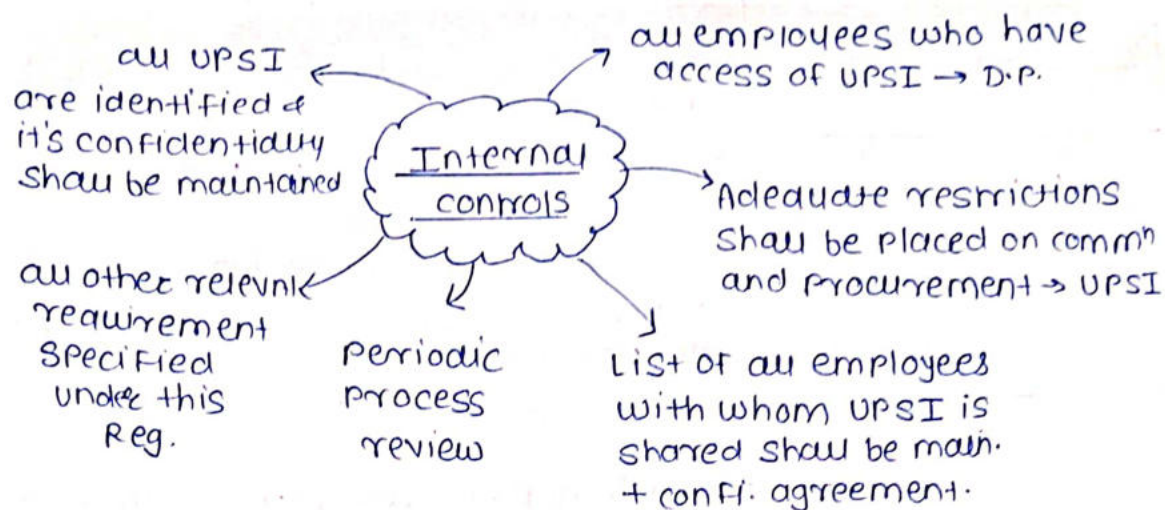 Internal
controls
all employees who have
access of UPSI → D.P.
Adequate restrictions
shall be placed on commⁿ
and procurement → UPSI
List of all employees
with whom UPSI is
shared shall be main.
+ confi. agreement.
periodic
process
review
all other relevnt
requirement
specified
under this
Reg.
all UPSI
are identified &
it's confidentially
shall be maintained